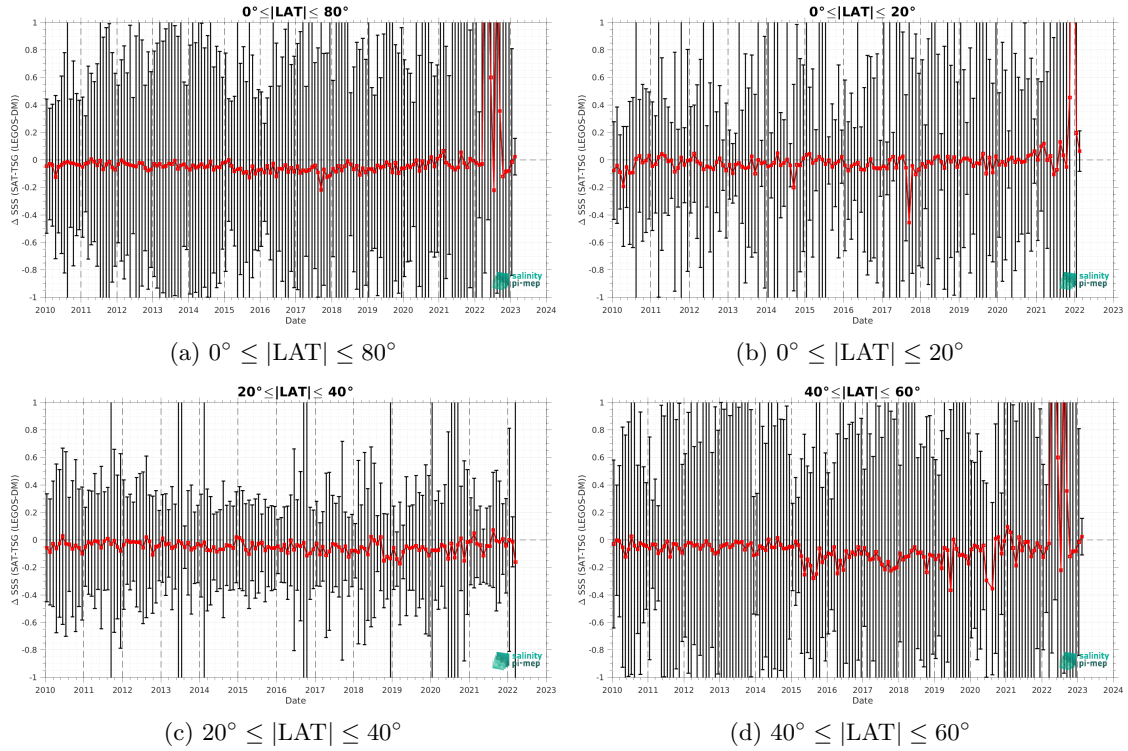 0°≤|LAT|≤ 80°
Δ SSS (SAT-TSG (LEGOS-DM))
1
0.8
0.6
0.4
0.2
0
-0.2
-0.4
-0.6
-0.8
-1
2010 2011 2012 2013 2014 2015 2016 2017 2018 2019 2020 2021 2022 2023 2024
Date
salinity
pi-mep
(a) 0° ≤ |LAT| ≤ 80°
0°≤|LAT|≤ 20°
Δ SSS (SAT-TSG (LEGOS-DM))
1
0.8
0.6
0.4
0.2
0
-0.2
-0.4
-0.6
-0.8
-1
2010 2011 2012 2013 2014 2015 2016 2017 2018 2019 2020 2021 2022 2023
Date
salinity
pi-mep
(b) 0° ≤ |LAT| ≤ 20°
20°≤|LAT|≤ 40°
Δ SSS (SAT-TSG (LEGOS-DM))
1
0.8
0.6
0.4
0.2
0
-0.2
-0.4
-0.6
-0.8
-1
2010 2011 2012 2013 2014 2015 2016 2017 2018 2019 2020 2021 2022 2023
Date
salinity
pi-mep
(c) 20° ≤ |LAT| ≤ 40°
40°≤|LAT|≤ 60°
Δ SSS (SAT-TSG (LEGOS-DM))
1
0.8
0.6
0.4
0.2
0
-0.2
-0.4
-0.6
-0.8
-1
2010 2011 2012 2013 2014 2015 2016 2017 2018 2019 2020 2021 2022 2023 2024
Date
salinity
pi-mep
(d) 40° ≤ |LAT| ≤ 60°